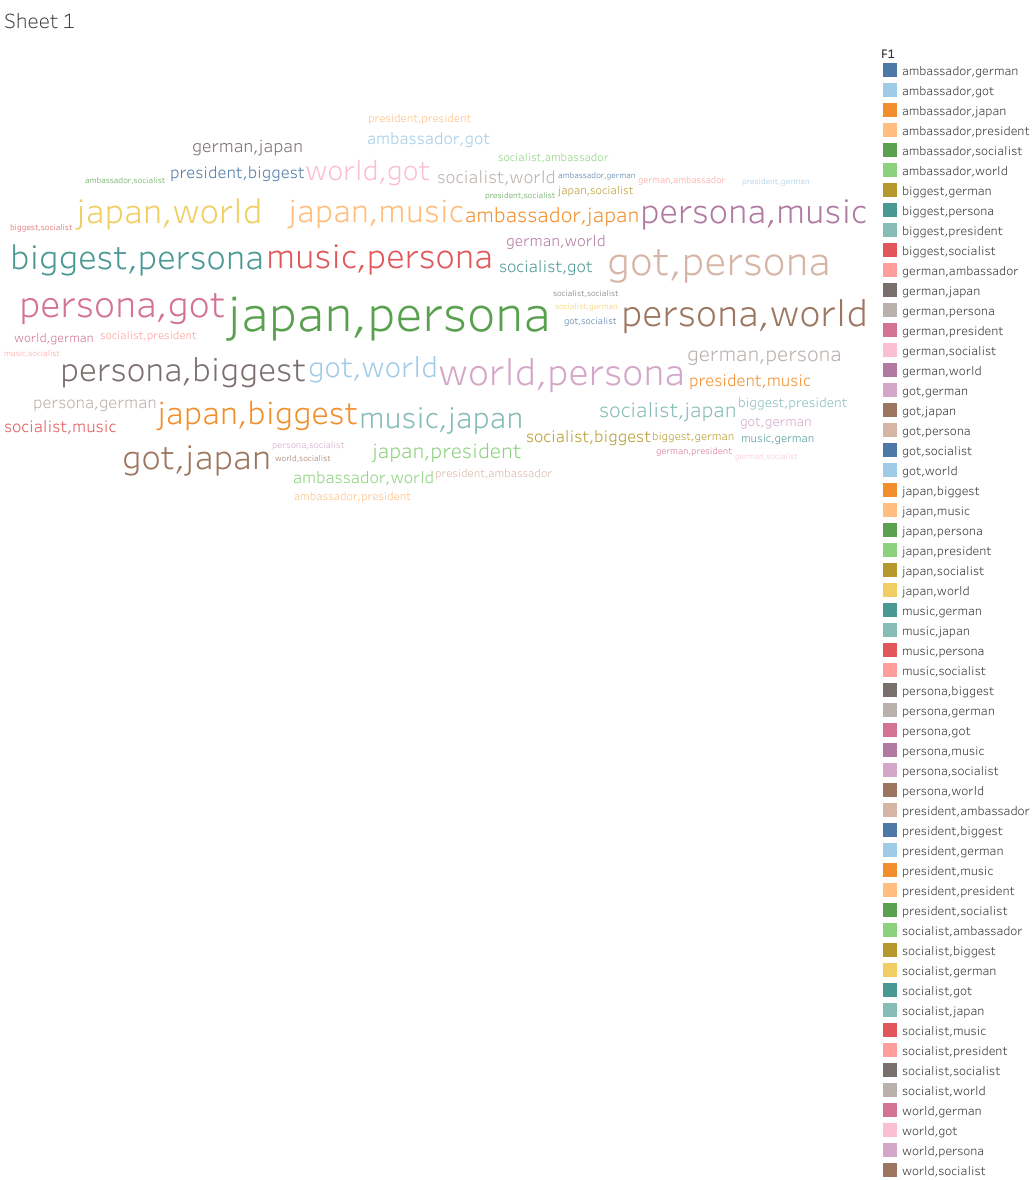 Sheet 1
president,president
german,japan
ambassador,got
socialist,ambassador
ambassador,socialist
president,biggest
world,got
socialist,world
ambassador,german
german,ambassador
president,german
president,socialist
japan,socialist
biggest,socialist
japan,world
japan,music
ambassador,japan
persona,music
biggest,persona
music,persona
german,world
socialist,got
got,persona
persona,got
japan,persona
socialist,socialist
socialist,german
got,socialist
persona,world
world,german
socialist,president
music,socialist
persona,biggest
got,world
world,persona
german,persona
president,music
persona,german
japan,biggest
music,japan
socialist,japan
biggest,president
got,german
socialist,music
socialist,biggest
biggest,german
music,german
got,japan
persona,socialist
world,socialist
japan,president
german,president
german,socialist
ambassador,world
president,ambassador
ambassador,president
F1
ambassador,german
ambassador,got
ambassador,japan
ambassador,president
ambassador,socialist
ambassador,world
biggest,german
biggest,persona
biggest,president
biggest,socialist
german,ambassador
german,japan
german,persona
german,president
german,socialist
german,world
got,german
got,japan
got,persona
got,socialist
got,world
japan,biggest
japan,music
japan,persona
japan,president
japan,socialist
japan,world
music,german
music,japan
music,persona
music,socialist
persona,biggest
persona,german
persona,got
persona,music
persona,socialist
persona,world
president,ambassador
president,biggest
president,german
president,music
president,president
president,socialist
socialist,ambassador
socialist,biggest
socialist,german
socialist,got
socialist,japan
socialist,music
socialist,president
socialist,socialist
socialist,world
world,german
world,got
world,persona
world,socialist